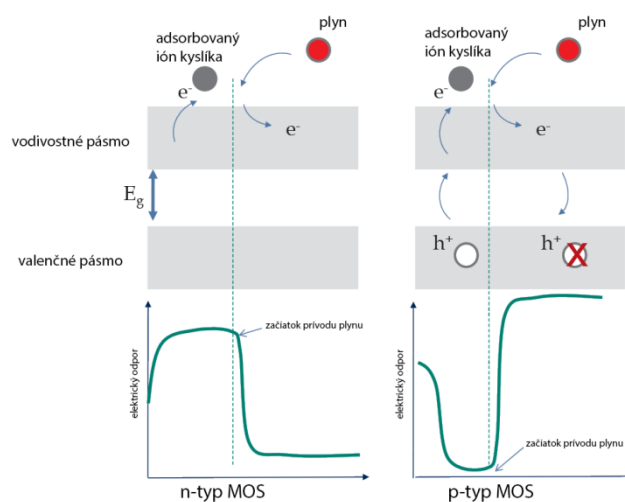 plyn
adsorbovaný
ión kyslíka
e-
e-
vodivostné pásmo
E_g
valenčné pásmo
elektrický odpor
začiatok prívodu plynu
n-typ MOS
plyn
adsorbovaný
ión kyslíka
e-
e-
h+
h+
elektrický odpor
začiatok prívodu plynu
p-typ MOS